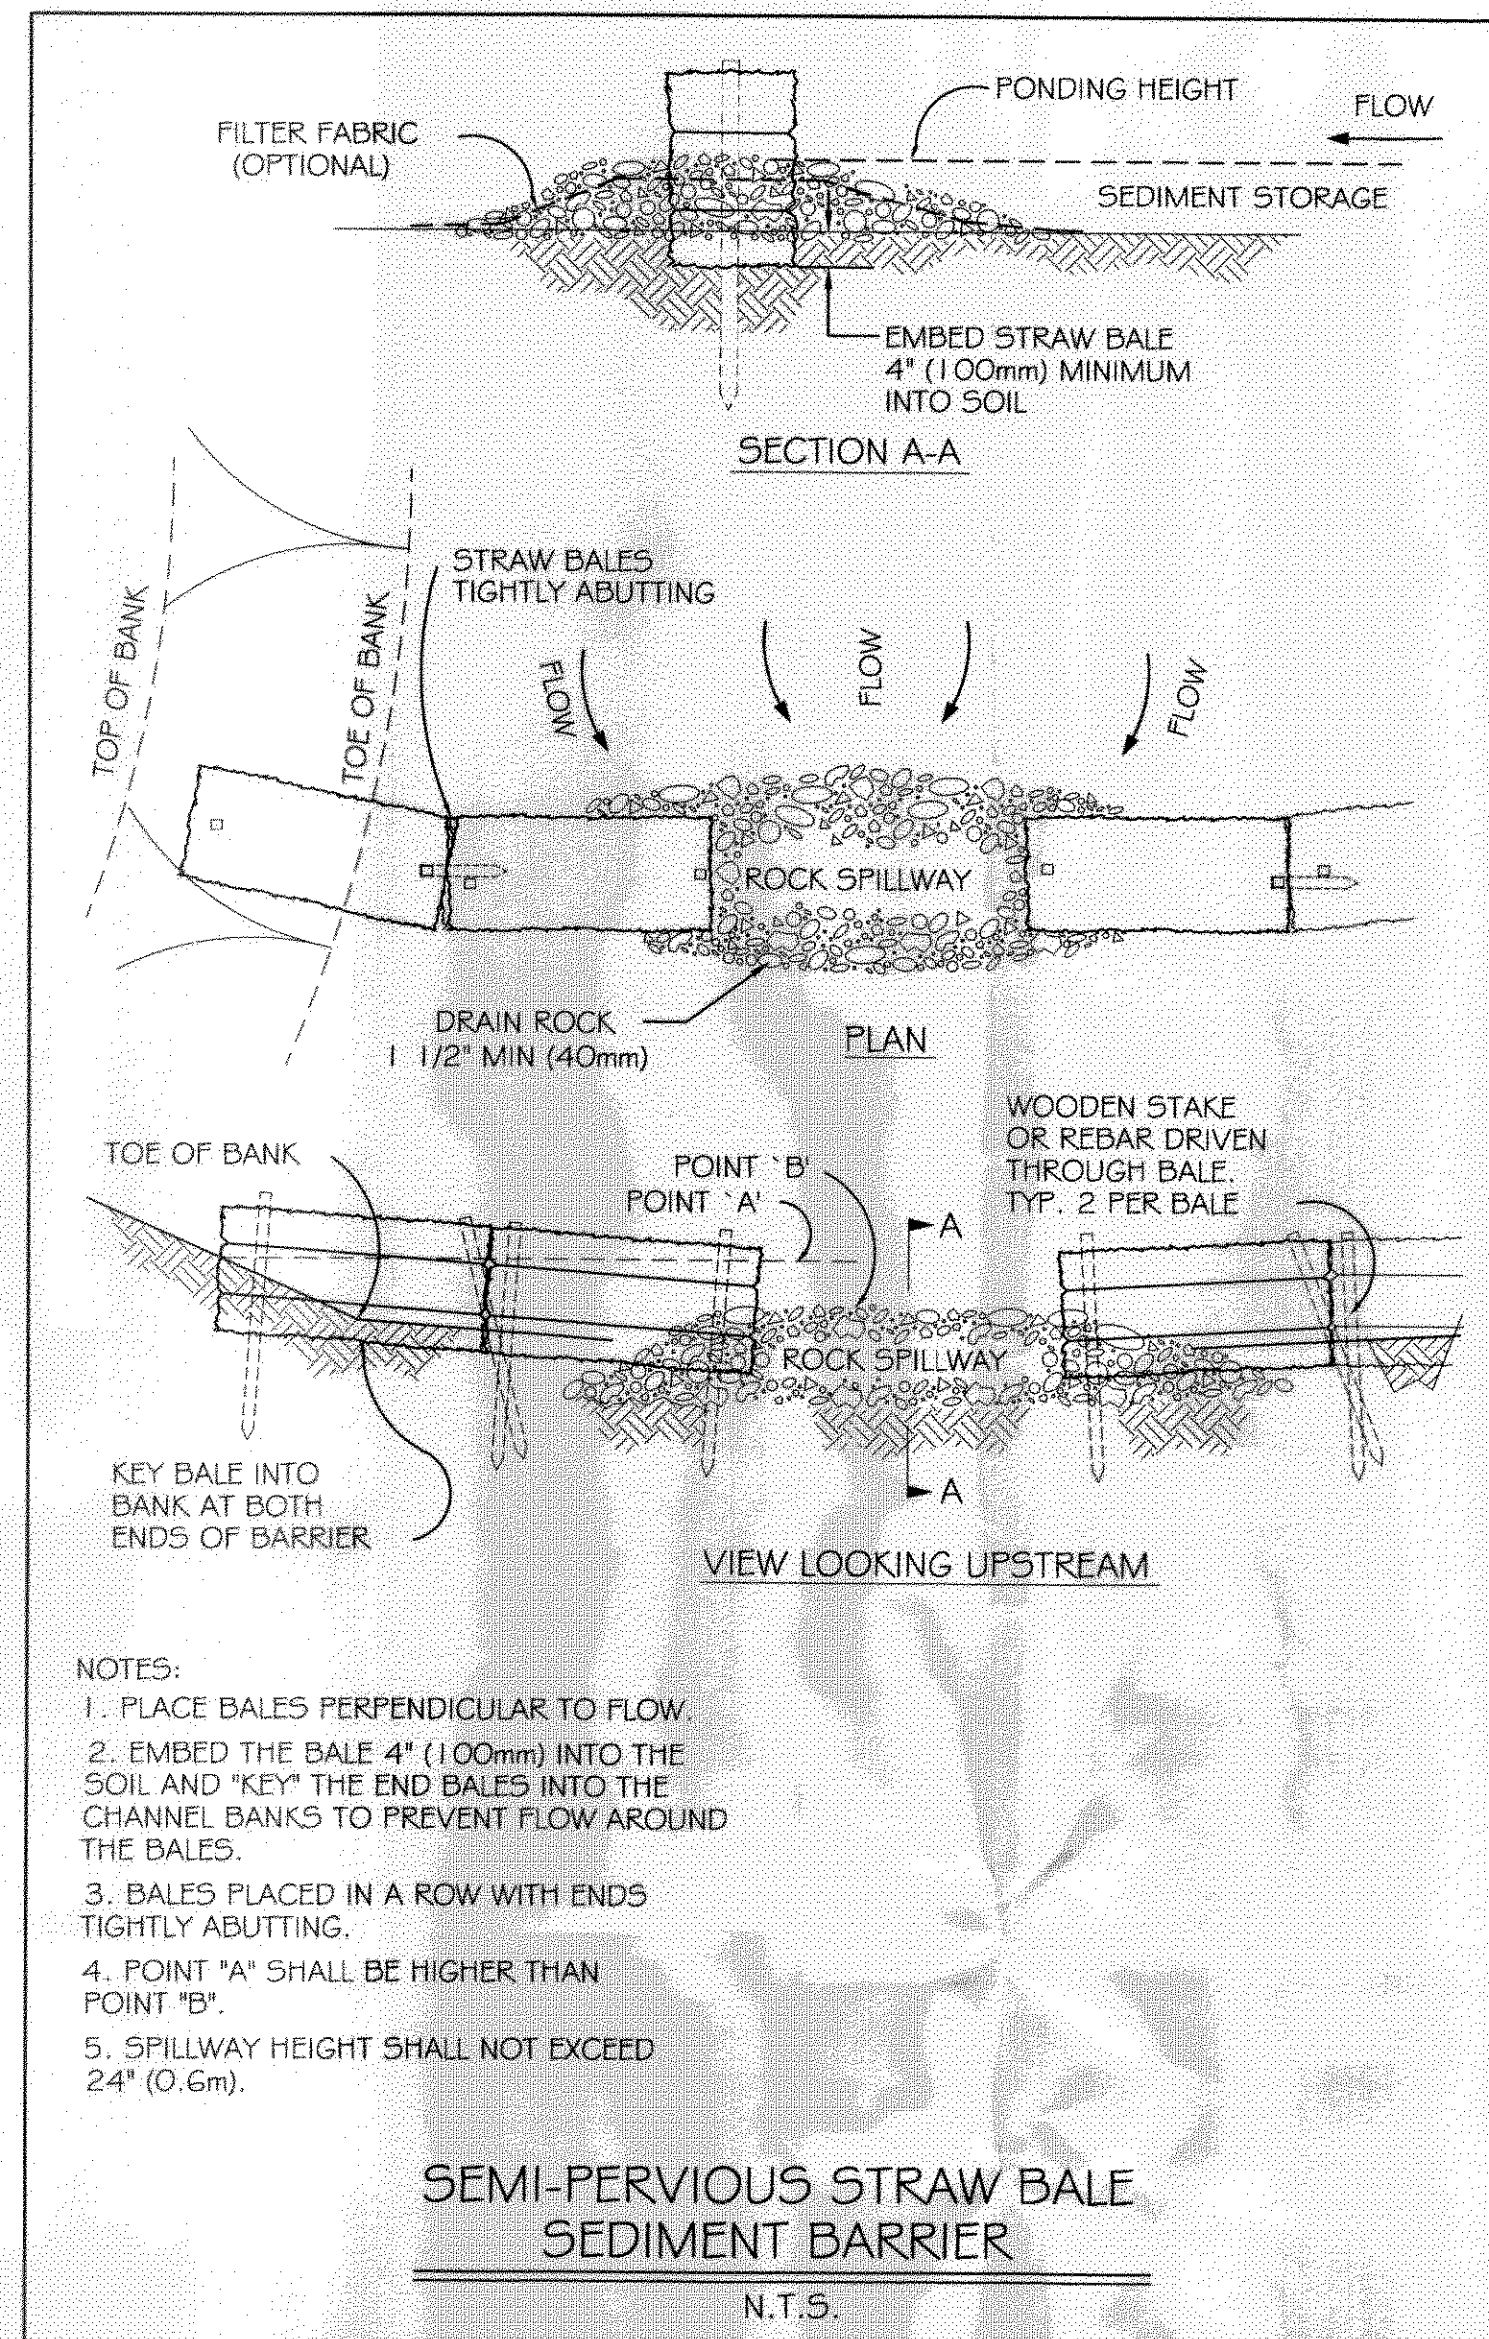 PONDING HEIGHT
FLOW
FILTER FABRIC
(OPTIONAL)
SEDIMENT STORAGE
EMBED STRAW BALE
4" (100mm) MINIMUM
INTO SOIL
SECTION A-A
STRAW BALES
TIGHTLY ABUTTING
TOP OF BANK
TOE OF BANK
FLOW
FLOW
FLOW
ROCK SPILLWAY
DRAIN ROCK
1 1/2" MIN (40mm)
PLAN
WOODEN STAKE
OR REBAR DRIVEN
THROUGH BALE.
TYP. 2 PER BALE
TOE OF BANK
POINT `B'
POINT `A'
A
ROCK SPILLWAY
KEY BALE INTO
BANK AT BOTH
ENDS OF BARRIER
A
VIEW LOOKING UPSTREAM
NOTES:
1. PLACE BALES PERPENDICULAR TO FLOW.
2. EMBED THE BALE 4" (100mm) INTO THE
SOIL AND "KEY" THE END BALES INTO THE
CHANNEL BANKS TO PREVENT FLOW AROUND
THE BALES.
3. BALES PLACED IN A ROW WITH ENDS
TIGHTLY ABUTTING.
4. POINT "A" SHALL BE HIGHER THAN
POINT "B".
5. SPILLWAY HEIGHT SHALL NOT EXCEED
24" (0.6m).
SEMI-PERVIOUS STRAW BALE
SEDIMENT BARRIER
N.T.S.